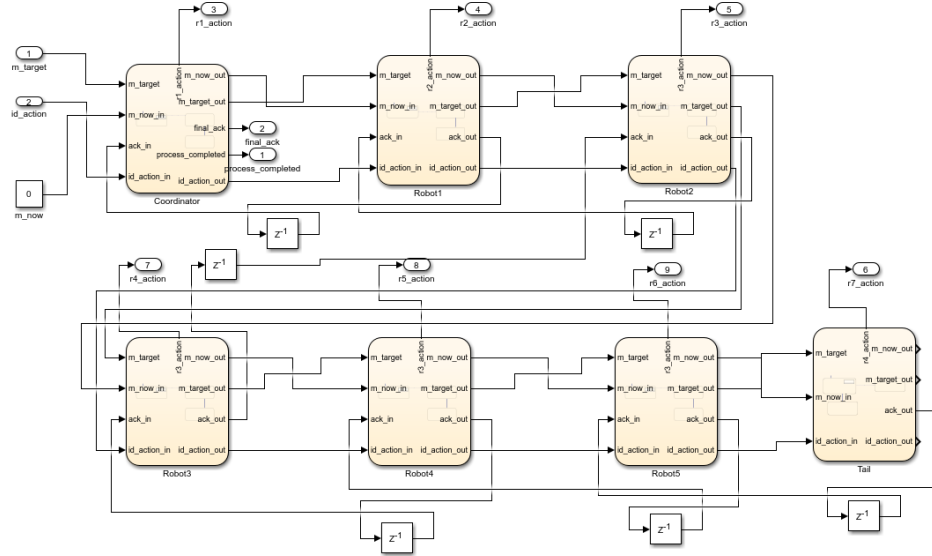 3
r1_action
4
r2_action
5
r3_action
1
m_target
2
id_action
0
m_now
m_target
m_now_in
ack_in
id_action_in
r1_action
m_now_out
m_target_out
final_ack
process_completed
id_action_out
Coordinator
2
final_ack
1
process_completed
m_target
m_now_in
ack_in
id_action_in
r2_action
m_now_out
m_target_out
ack_out
id_action_out
Robot1
m_target
m_now_in
ack_in
id_action_in
r3_action
m_now_out
m_target_out
ack_out
id_action_out
Robot2
Z-1
Z-1
Z-1
7
r4_action
8
r5_action
9
r6_action
6
r7_action
m_target
m_now_in
ack_in
id_action_in
r3_action
m_now_out
m_target_out
ack_out
id_action_out
Robot3
m_target
m_now_in
ack_in
id_action_in
r3_action
m_now_out
m_target_out
ack_out
id_action_out
Robot4
m_target
m_now_in
ack_in
id_action_in
r3_action
m_now_out
m_target_out
ack_out
id_action_out
Robot5
m_target
m_now_in
id_action_in
r4_action
m_now_out
m_target_out
ack_out
id_action_out
Tail
Z-1
Z-1
Z-1